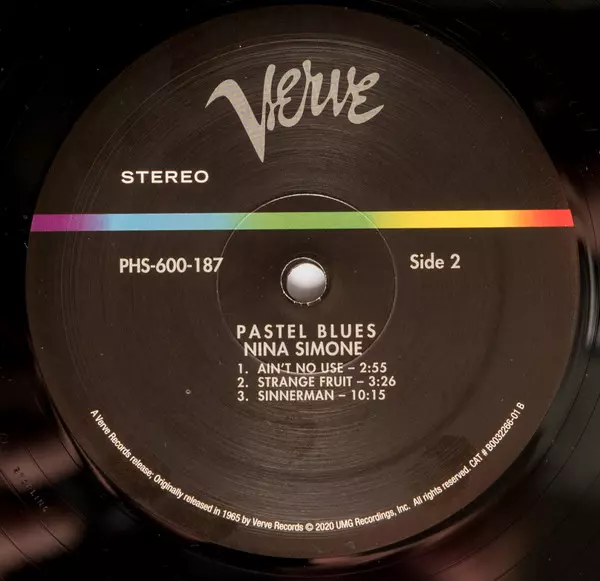 Verve
STEREO
PHS-600-187
Side 2
PASTEL BLUES
NINA SIMONE
1. AIN'T NO USE – 2:55
2. STRANGE FRUIT – 3:26
3. SINNERMAN – 10:15
A Verve Records release; Originally released in 1965 by Verve Records © 2020 UMG Recordings, Inc. All rights reserved. CAT # B0032266-01 B